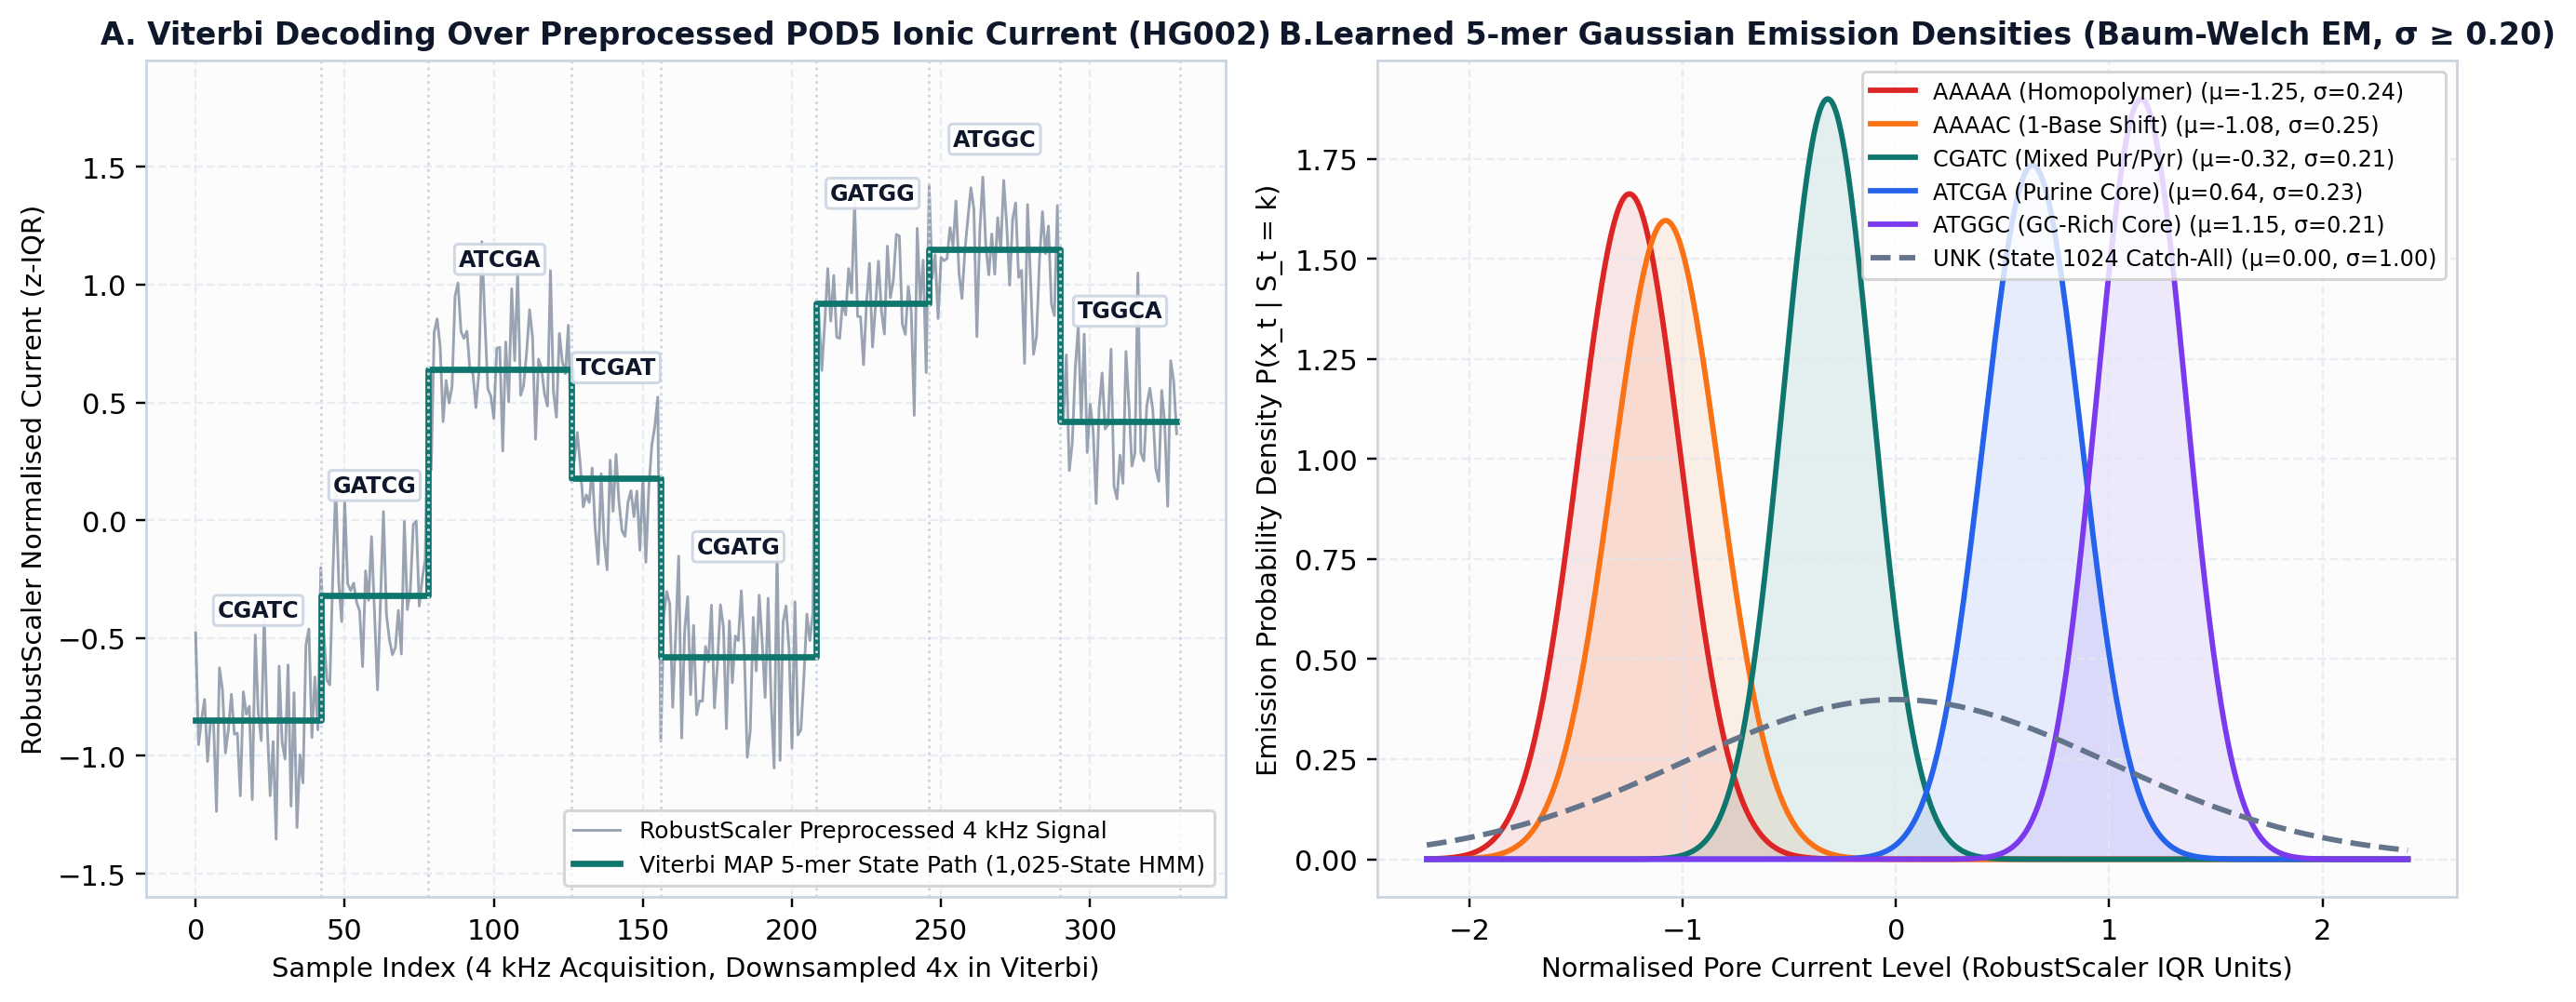 A. Viterbi Decoding Over Preprocessed POD5 Ionic Current (HG002)
RobustScaler Normalised Current (z-IQR)
1.5
1.0
0.5
0.0
−0.5
−1.0
−1.5
CGATC
GATCG
ATCGA
TCGAT
CGATG
GATGG
ATGGC
TGGCA
RobustScaler Preprocessed 4 kHz Signal
Viterbi MAP 5-mer State Path (1,025-State HMM)
0 50 100 150 200 250 300
Sample Index (4 kHz Acquisition, Downsampled 4x in Viterbi)
B.Learned 5-mer Gaussian Emission Densities (Baum-Welch EM, σ ≥ 0.20)
Emission Probability Density P(x_t | S_t = k)
1.75
1.50
1.25
1.00
0.75
0.50
0.25
0.00
AAAAA (Homopolymer) (μ=-1.25, σ=0.24)
AAAAC (1-Base Shift) (μ=-1.08, σ=0.25)
CGATC (Mixed Pur/Pyr) (μ=-0.32, σ=0.21)
ATCGA (Purine Core) (μ=0.64, σ=0.23)
ATGGC (GC-Rich Core) (μ=1.15, σ=0.21)
UNK (State 1024 Catch-All) (μ=0.00, σ=1.00)
−2 −1 0 1 2
Normalised Pore Current Level (RobustScaler IQR Units)